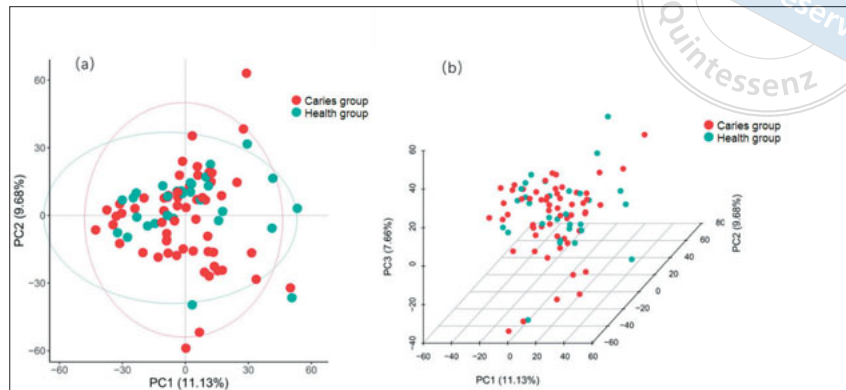 Quintessenz
reserv
(a)
Caries group
Health group
PC2 (9.68%)
60
30
0
−30
−60
−60
−30
0
30
60
PC1 (11.13%)
(b)
Caries group
Health group
PC3 (7.66%)
60
40
20
0
−20
−40
−60
−40
−20
0
20
40
60
PC1 (11.13%)
PC2 (9.68%)
80
60
40
20
0
−20
−40
−60